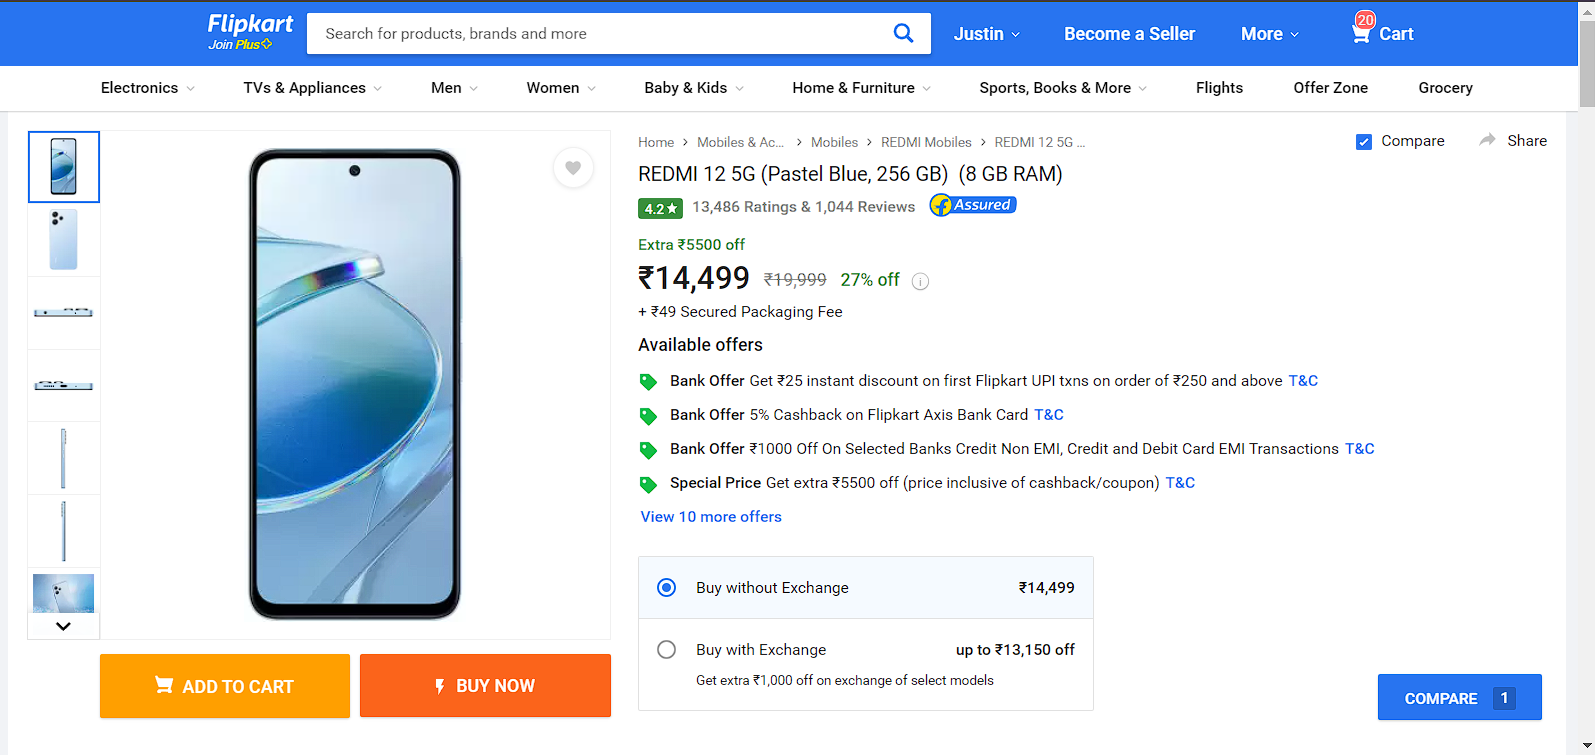 Flipkart
Join Plus
Search for products, brands and more
Justin
Become a Seller
More
20
Cart
Electronics
TVs & Appliances
Men
Women
Baby & Kids
Home & Furniture
Sports, Books & More
Flights
Offer Zone
Grocery
Home > Mobiles & Ac... > Mobiles > REDMI Mobiles > REDMI 12 5G ...
Compare
Share
REDMI 12 5G (Pastel Blue, 256 GB) (8 GB RAM)
4.2★ 13,486 Ratings & 1,044 Reviews f Assured
Extra ₹5500 off
₹14,499 ₹19,999 27% off i
+ ₹49 Secured Packaging Fee
Available offers
Bank Offer Get ₹25 instant discount on first Flipkart UPI txns on order of ₹250 and above T&C
Bank Offer 5% Cashback on Flipkart Axis Bank Card T&C
Bank Offer ₹1000 Off On Selected Banks Credit Non EMI, Credit and Debit Card EMI Transactions T&C
Special Price Get extra ₹5500 off (price inclusive of cashback/coupon) T&C
View 10 more offers
Buy without Exchange ₹14,499
Buy with Exchange up to ₹13,150 off
Get extra ₹1,000 off on exchange of select models
ADD TO CART
BUY NOW
COMPARE 1